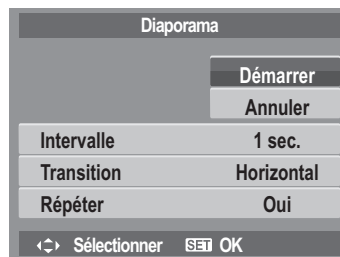 Diaporama
Démarrer
Annuler
Intervalle 1 sec.
Transition Horizontal
Répéter Oui
Sélectionner SET OK